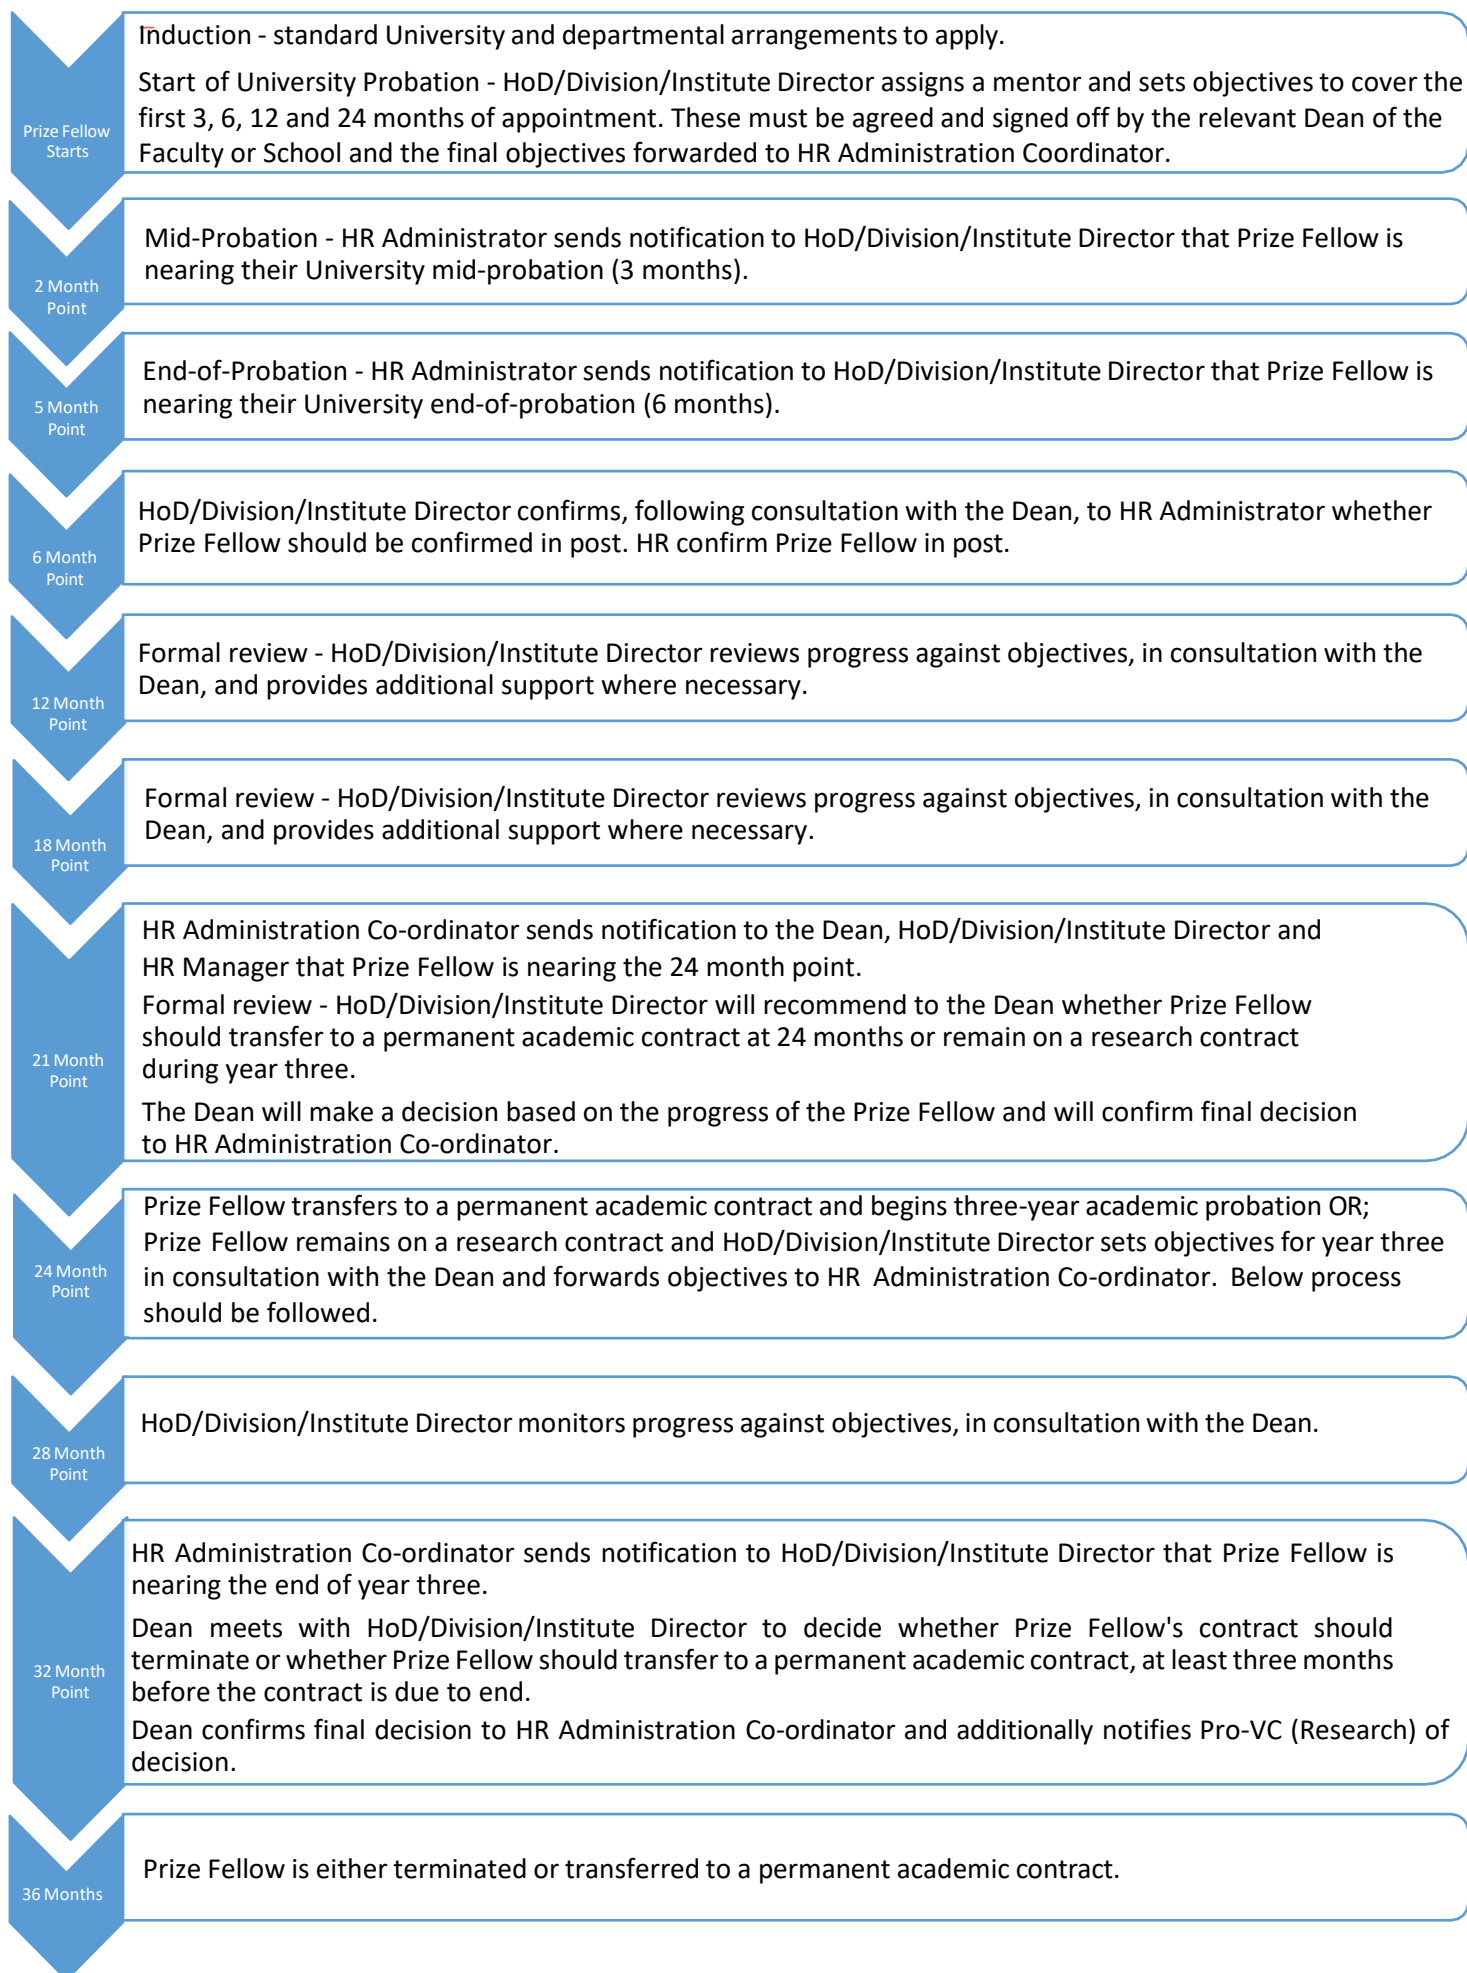 Induction - standard University and departmental arrangements to apply.
Start of University Probation - HoD/Division/Institute Director assigns a mentor and sets objectives to cover the
first 3, 6, 12 and 24 months of appointment. These must be agreed and signed off by the relevant Dean of the
Faculty or School and the final objectives forwarded to HR Administration Coordinator.
Prize Fellow
Starts
Mid-Probation - HR Administrator sends notification to HoD/Division/Institute Director that Prize Fellow is
nearing their University mid-probation (3 months).
2 Month
Point
End-of-Probation - HR Administrator sends notification to HoD/Division/Institute Director that Prize Fellow is
nearing their University end-of-probation (6 months).
5 Month
Point
HoD/Division/Institute Director confirms, following consultation with the Dean, to HR Administrator whether
Prize Fellow should be confirmed in post. HR confirm Prize Fellow in post.
6 Month
Point
Formal review - HoD/Division/Institute Director reviews progress against objectives, in consultation with the
Dean, and provides additional support where necessary.
12 Month
Point
Formal review - HoD/Division/Institute Director reviews progress against objectives, in consultation with the
Dean, and provides additional support where necessary.
18 Month
Point
HR Administration Co-ordinator sends notification to the Dean, HoD/Division/Institute Director and
HR Manager that Prize Fellow is nearing the 24 month point.
Formal review - HoD/Division/Institute Director will recommend to the Dean whether Prize Fellow
should transfer to a permanent academic contract at 24 months or remain on a research contract
during year three.
The Dean will make a decision based on the progress of the Prize Fellow and will confirm final decision
to HR Administration Co-ordinator.
21 Month
Point
Prize Fellow transfers to a permanent academic contract and begins three-year academic probation OR;
Prize Fellow remains on a research contract and HoD/Division/Institute Director sets objectives for year three
in consultation with the Dean and forwards objectives to HR Administration Co-ordinator. Below process
should be followed.
24 Month
Point
HoD/Division/Institute Director monitors progress against objectives, in consultation with the Dean.
28 Month
Point
HR Administration Co-ordinator sends notification to HoD/Division/Institute Director that Prize Fellow is
nearing the end of year three.
Dean meets with HoD/Division/Institute Director to decide whether Prize Fellow's contract should
terminate or whether Prize Fellow should transfer to a permanent academic contract, at least three months
before the contract is due to end.
Dean confirms final decision to HR Administration Co-ordinator and additionally notifies Pro-VC (Research) of
decision.
32 Month
Point
Prize Fellow is either terminated or transferred to a permanent academic contract.
36 Months